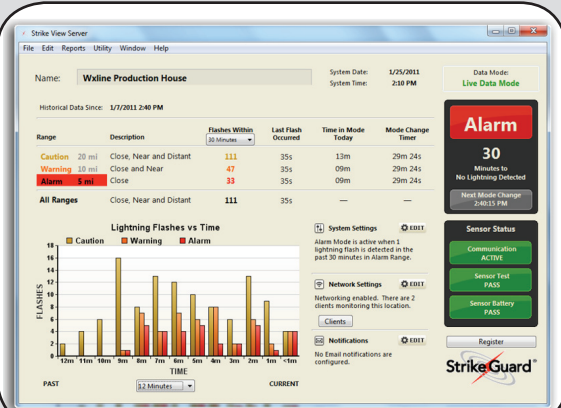 Strike View Server
File Edit Reports Utility Window Help
Name: Wxline Production House
System Date: 1/25/2011
System Time: 2:10 PM
Data Mode:
Live Data Mode
Historical Data Since: 1/7/2011 2:40 PM
Range Description Flashes Within 30 Minutes Last Flash Occurred Time in Mode Today Mode Change Timer
Caution 20 mi Close, Near and Distant 111 35s 13m 29m 24s
Warning 10 mi Close and Near 47 35s 09m 29m 24s
Alarm 5 mi Close 33 35s 09m 29m 24s
All Ranges Close, Near and Distant 111 35s — —
Alarm
30
Minutes to
No Lightning Detected
Next Mode Change
2:40:15 PM
Lightning Flashes vs Time
Caution Warning Alarm
FLASHES
18
16
14
12
10
8
6
4
2
0
12m 11m 10m 9m 8m 7m 6m 5m 4m 3m 2m 1m <1m
TIME
PAST 12 Minutes CURRENT
System Settings EDIT
Alarm Mode is active when 1
lightning flash is detected in the
past 30 minutes in Alarm Range.
Network Settings EDIT
Networking enabled. There are 2
clients monitoring this location.
Clients
Notifications EDIT
No Email notifications are
configured.
Sensor Status
Communication
ACTIVE
Sensor Test
PASS
Sensor Battery
PASS
Register
StrikeGuard®